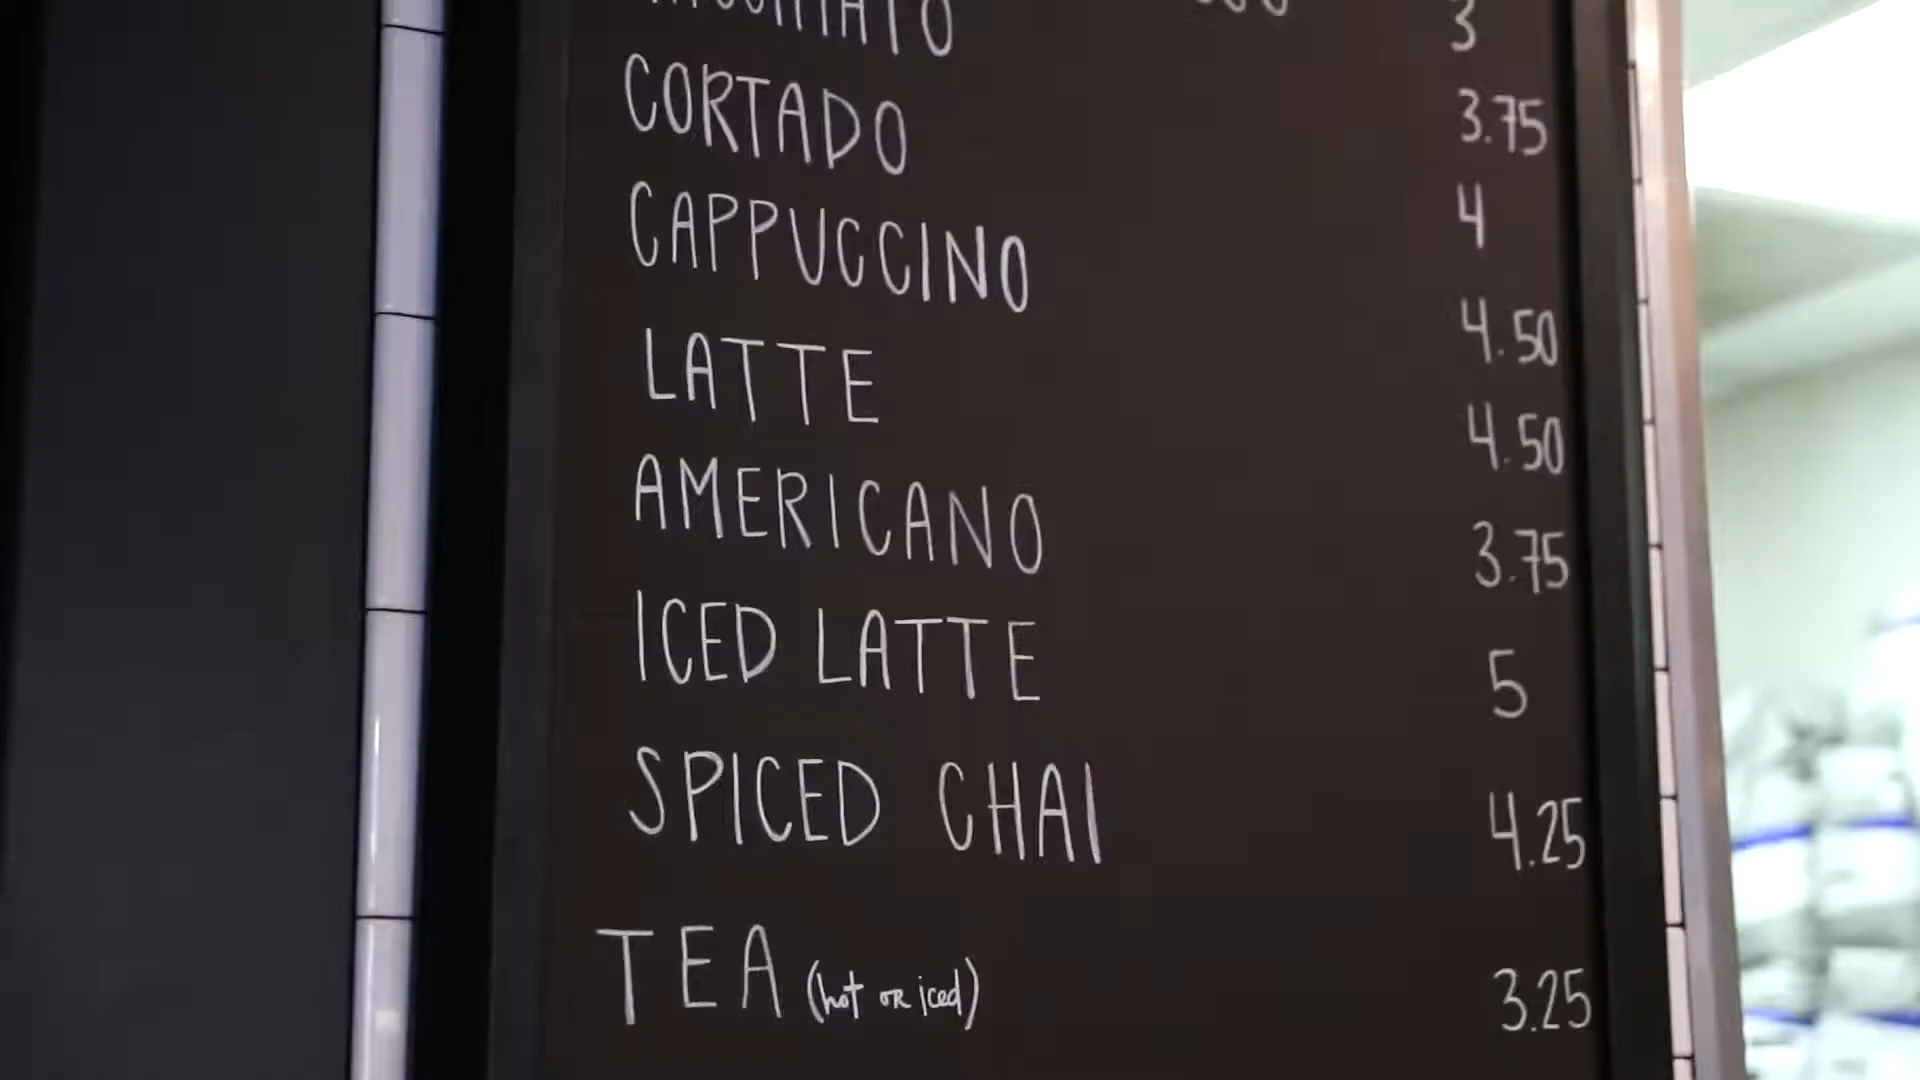 3
3.75
CORTADO 4
CAPPUCCINO 4.50
LATTE 4.50
AMERICANO 3.75
ICED LATTE 5
SPICED CHAI 4.25
TEA (hot OR iced) 3.25